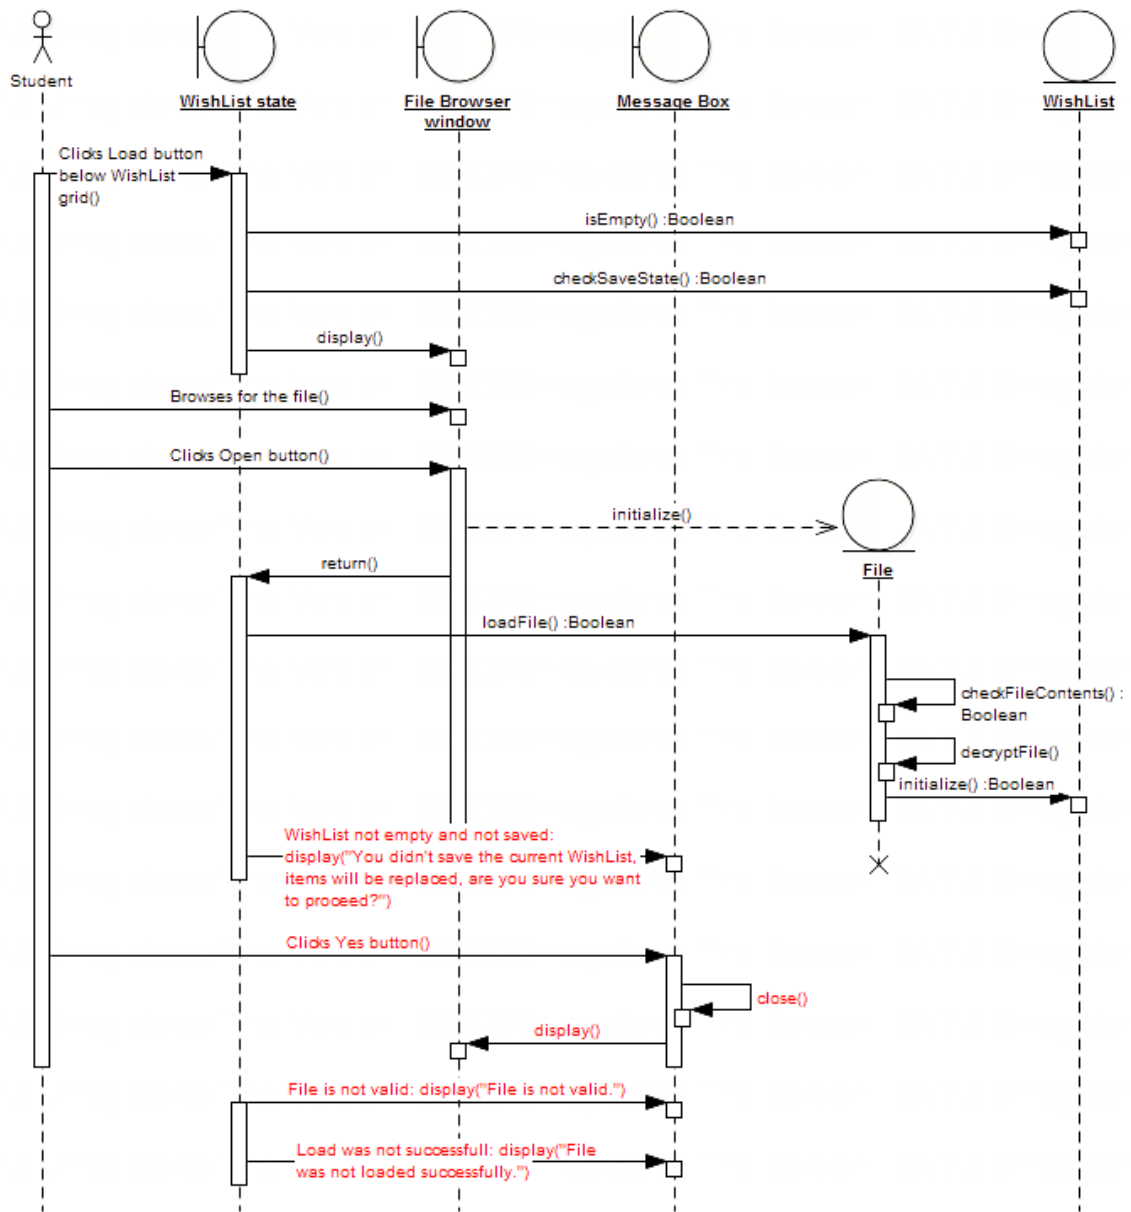 Student
WishList state
File Browser
window
Message Box
WishList
Clicks Load button
below WishList
grid()
isEmpty() :Boolean
checkSaveState() :Boolean
display()
Browses for the file()
Clicks Open button()
initialize()
File
return()
loadFile() :Boolean
checkFileContents() :
Boolean
decryptFile()
initialize() :Boolean
WishList not empty and not saved:
display("You didn't save the current WishList,
items will be replaced, are you sure you want
to proceed?")
Clicks Yes button()
close()
display()
File is not valid: display("File is not valid.")
Load was not successfull: display("File
was not loaded successfully.")